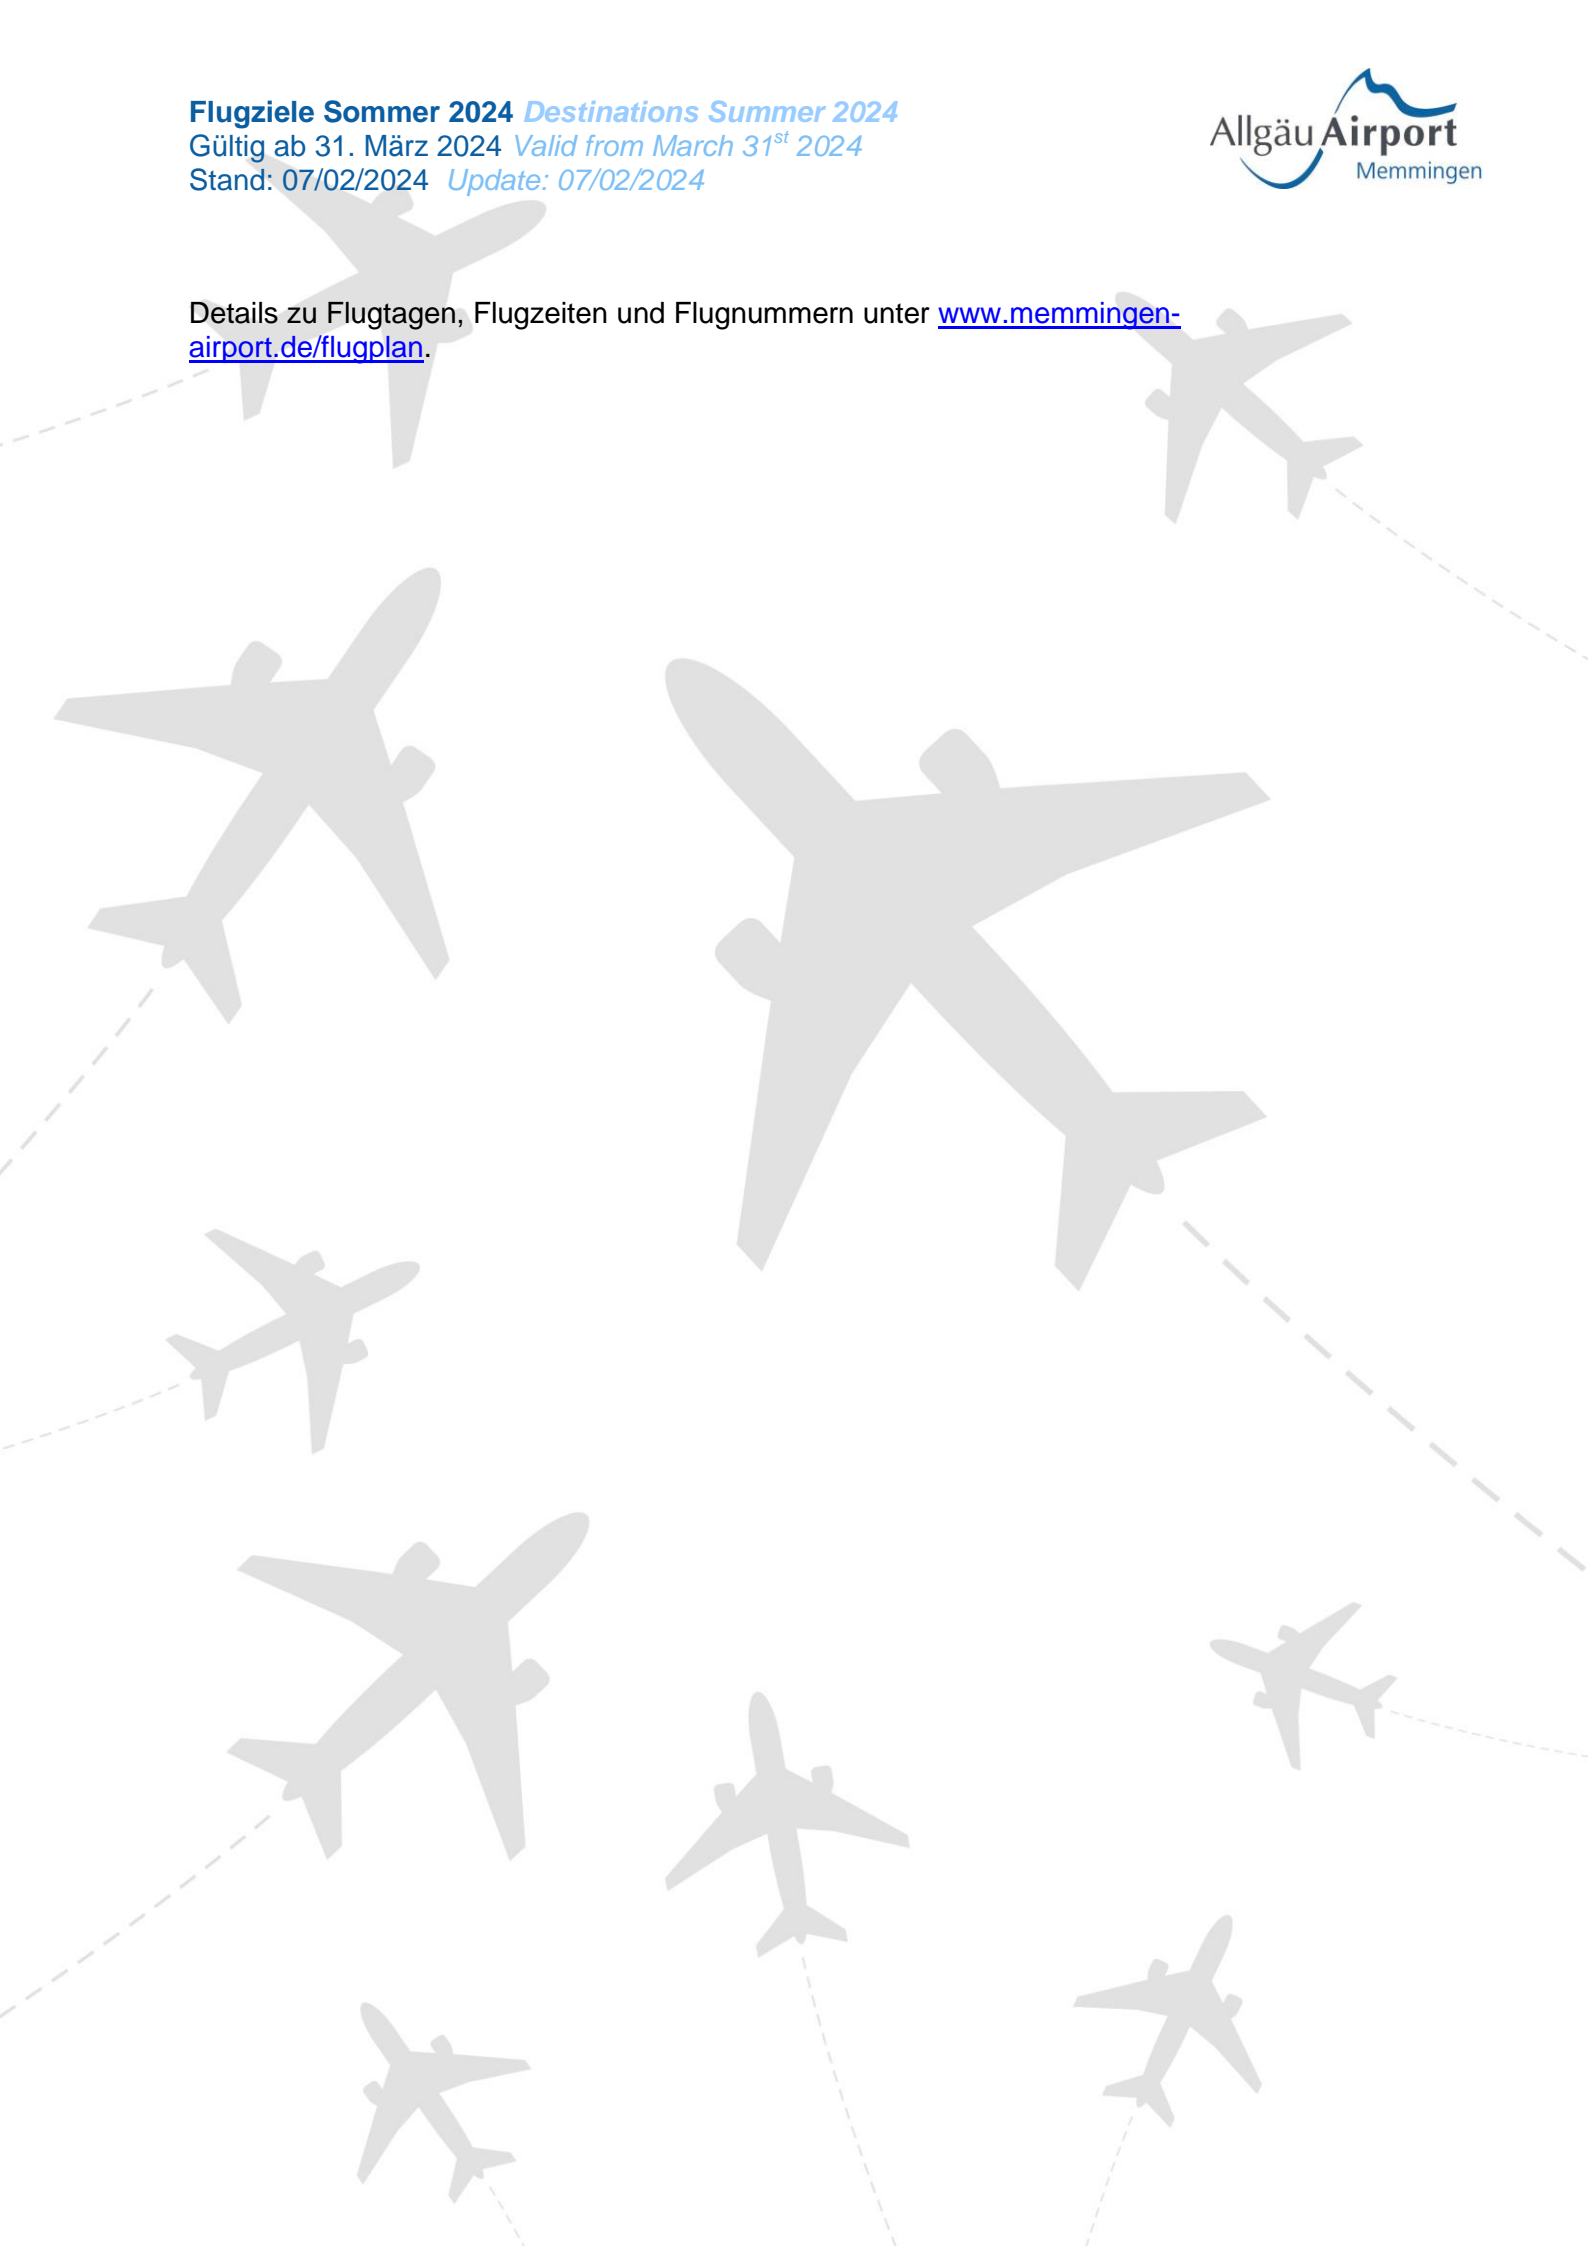 Flugziele Sommer 2024 Destinations Summer 2024
Gültig ab 31. März 2024 Valid from March 31st 2024
Stand: 07/02/2024 Update: 07/02/2024
Allgäu Airport
Memmingen
Details zu Flugtagen, Flugzeiten und Flugnummern unter www.memmingen-
airport.de/flugplan.